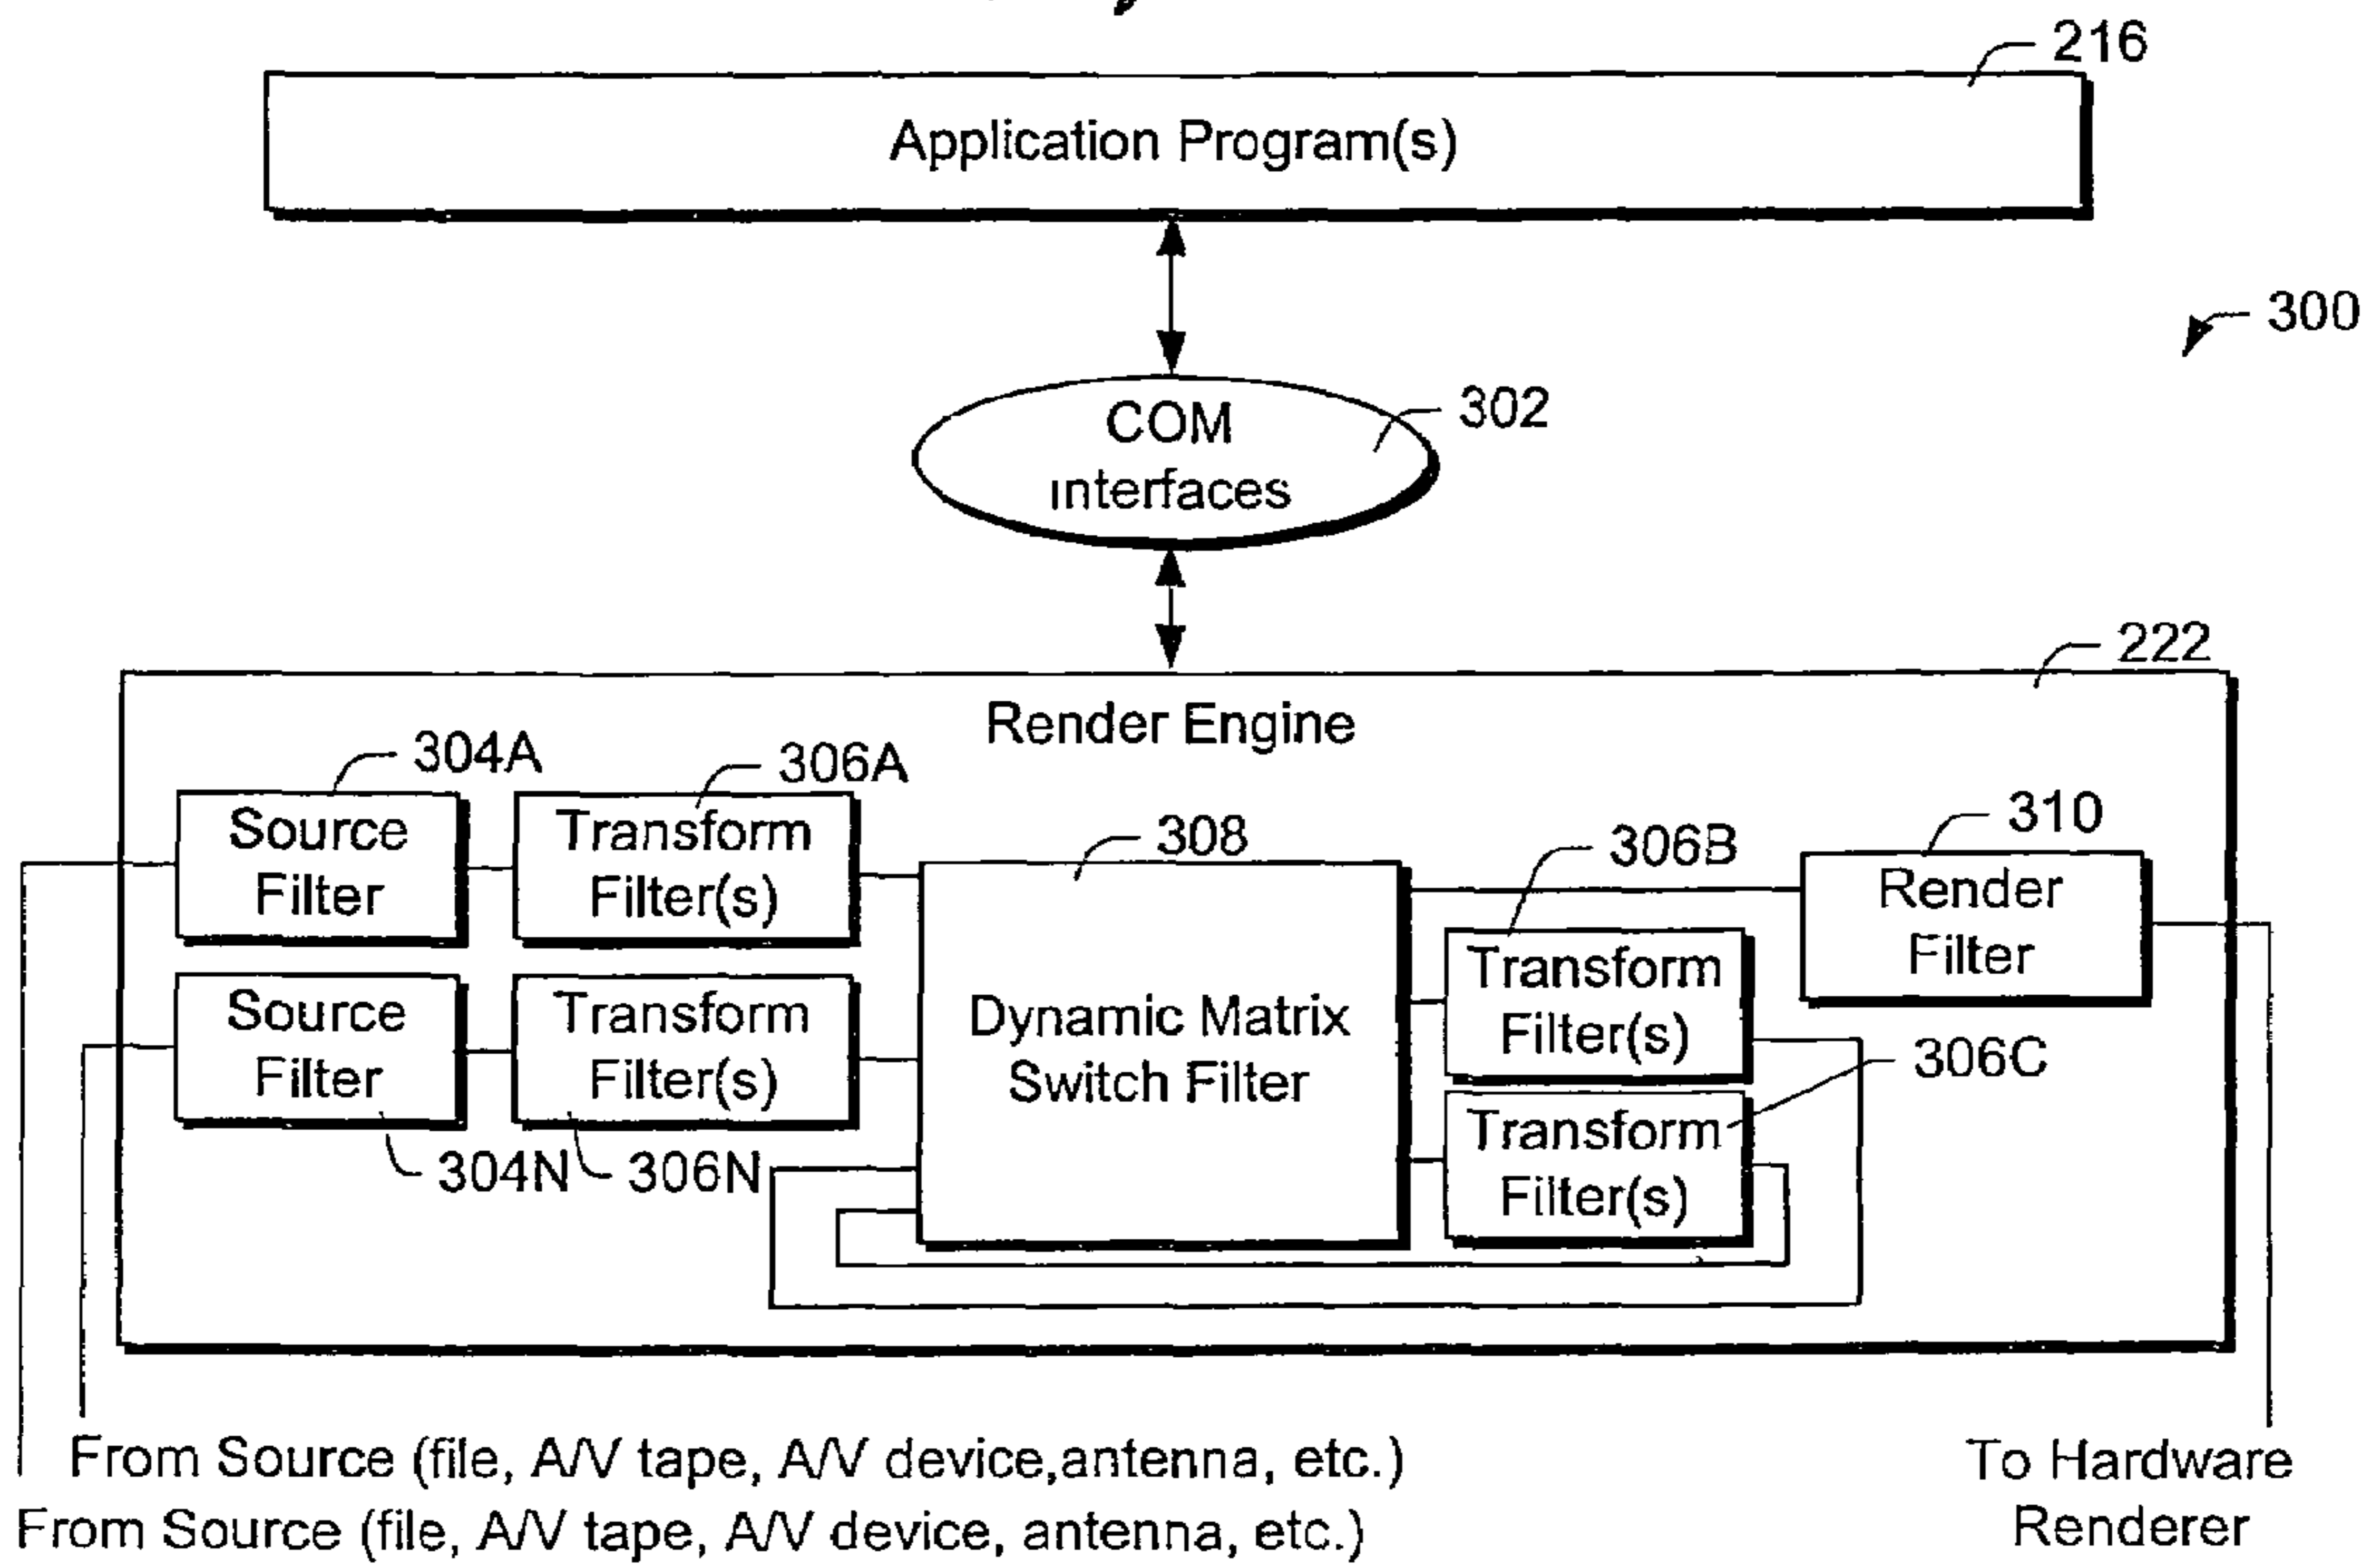 216
Application Program(s)
300
COM
302
interfaces
222
Render Engine
304A
306A
Source
Filter
Transform
Filter(s)
308
306B
310
Render
Filter
Source
Filter
Transform
Filter(s)
Dynamic Matrix
Switch Filter
Transform
Filter(s)
306C
304N
306N
Transform
Filter(s)
From Source (file, A/V tape, A/V device,antenna, etc.)
From Source (file, A/V tape, A/V device, antenna, etc.)
To Hardware
Renderer